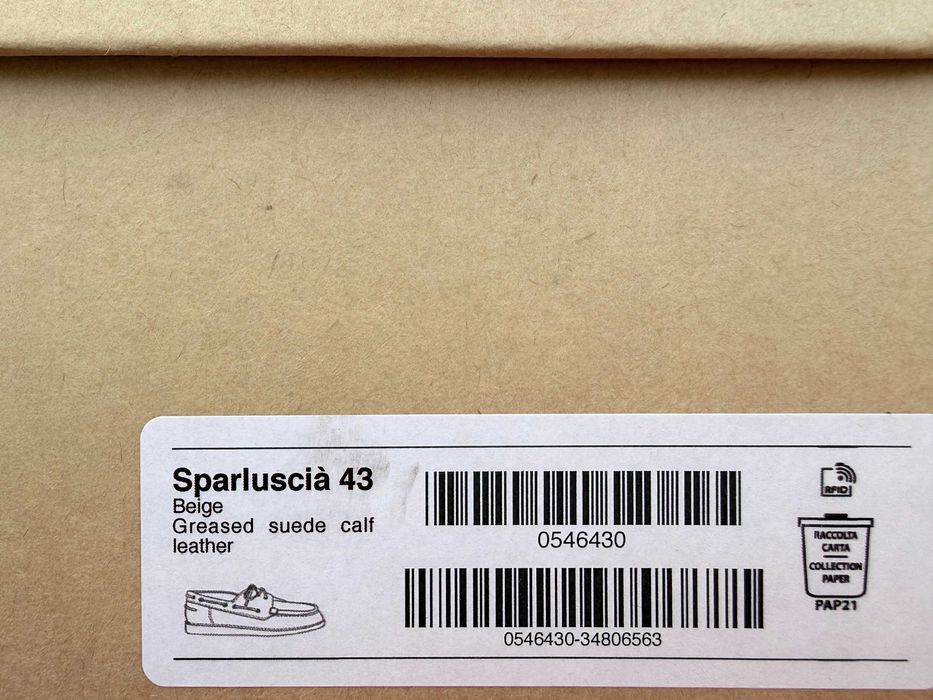 Sparluscià 43
Beige
Greased suede calf
leather
0546430
0546430-34806563
RFID
RACCOLTA
CARTA
COLLECTION
PAPER
PAP21